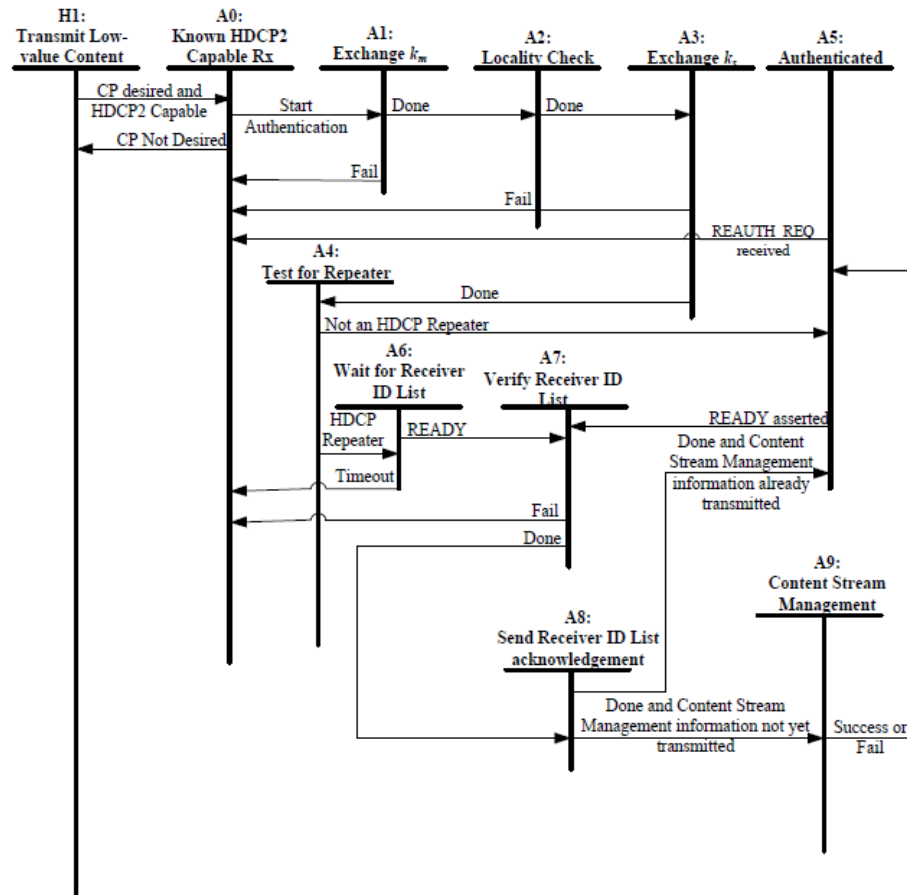 H1:
Transmit Low-
value Content
A0:
Known HDCP2
Capable Rx
A1:
Exchange km
A2:
Locality Check
A3:
Exchange ks
A5:
Authenticated
CP desired and
HDCP2 Capable
Start
Authentication
Done
Done
CP Not Desired
Fail
Fail
REAUTH_REQ
received
A4:
Test for Repeater
Done
Not an HDCP Repeater
A6:
Wait for Receiver
ID List
A7:
Verify Receiver ID
List
HDCP
Repeater
READY
READY asserted
Done and Content
Stream Management
information already
transmitted
Timeout
Fail
Done
A9:
Content Stream
Management
A8:
Send Receiver ID List
acknowledgement
Done and Content Stream
Management information not yet
transmitted
Success or
Fail